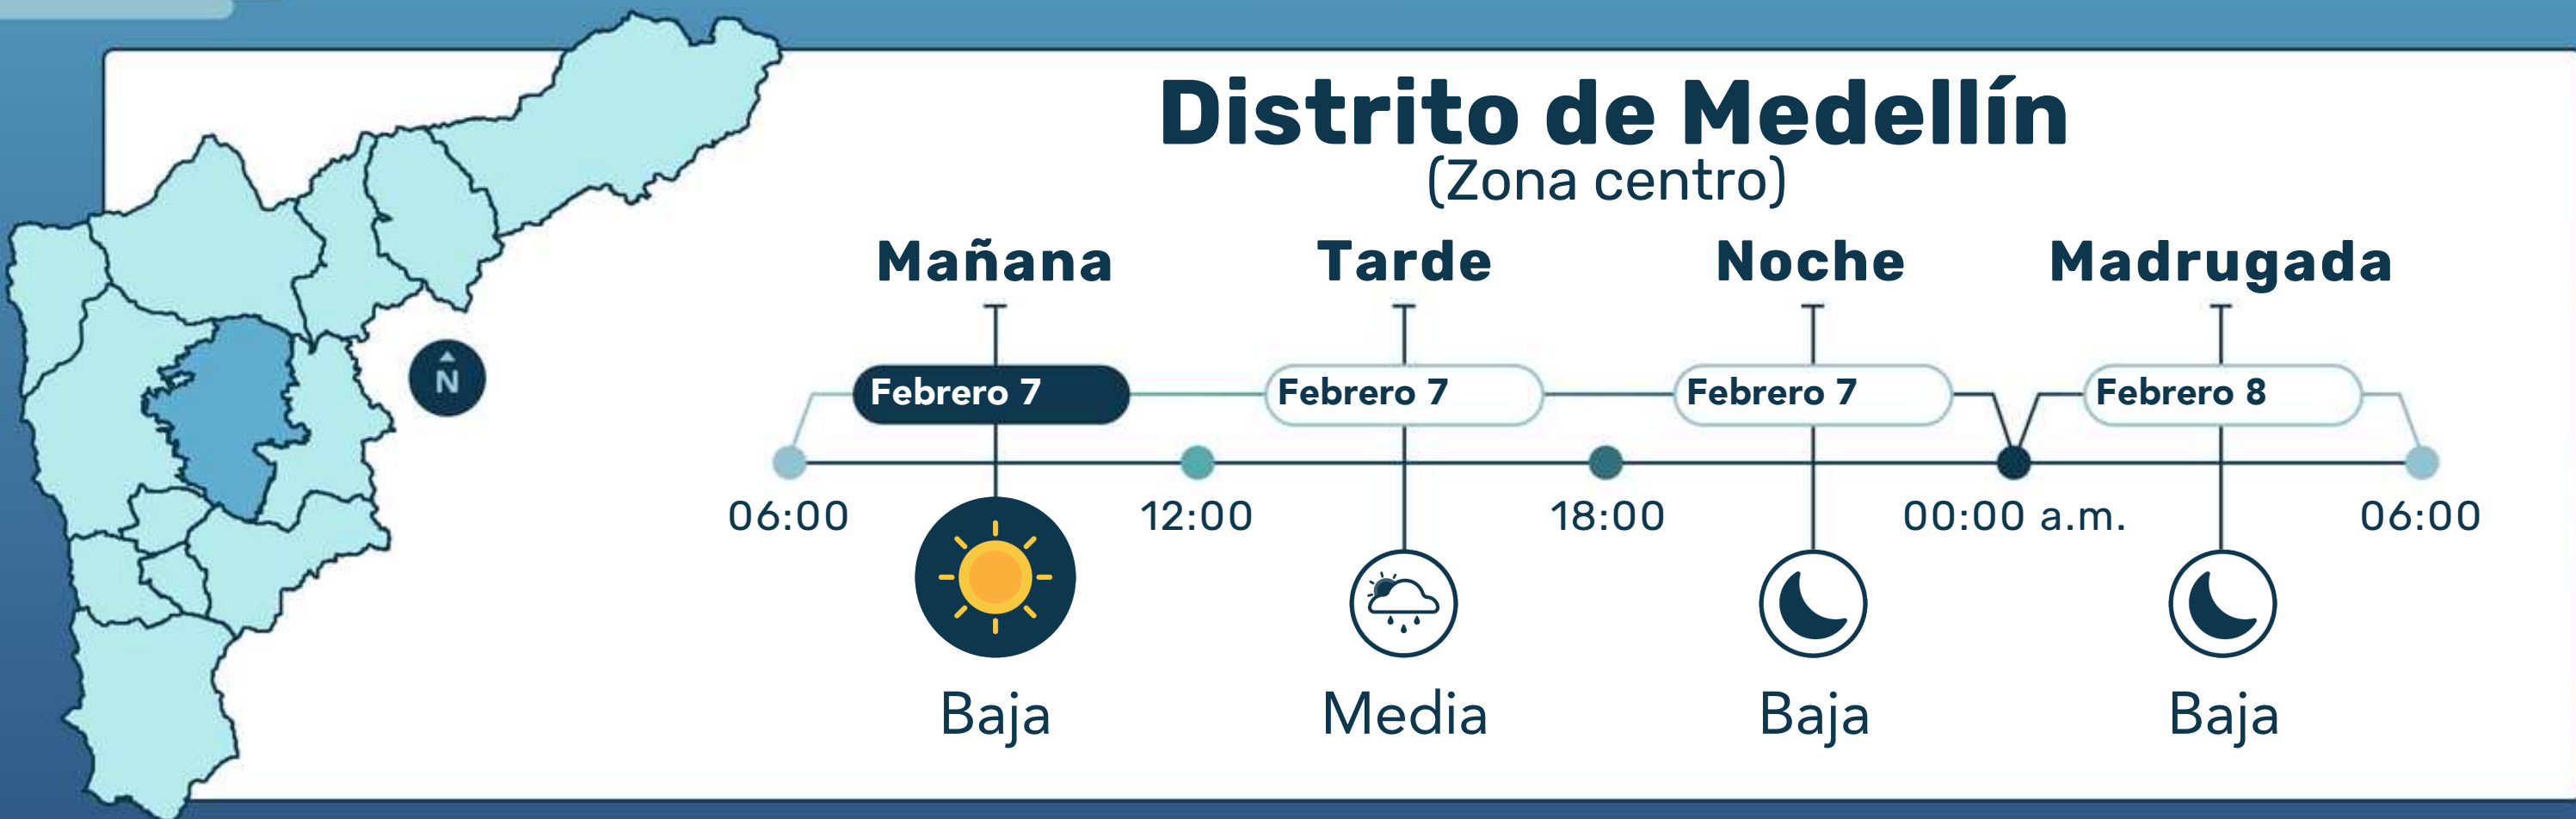 Distrito de Medellín
(Zona centro)
Mañana Tarde Noche Madrugada
Febrero 7 Febrero 7 Febrero 7 Febrero 8
N
06:00 12:00 18:00 00:00 a.m. 06:00
Baja Media Baja Baja